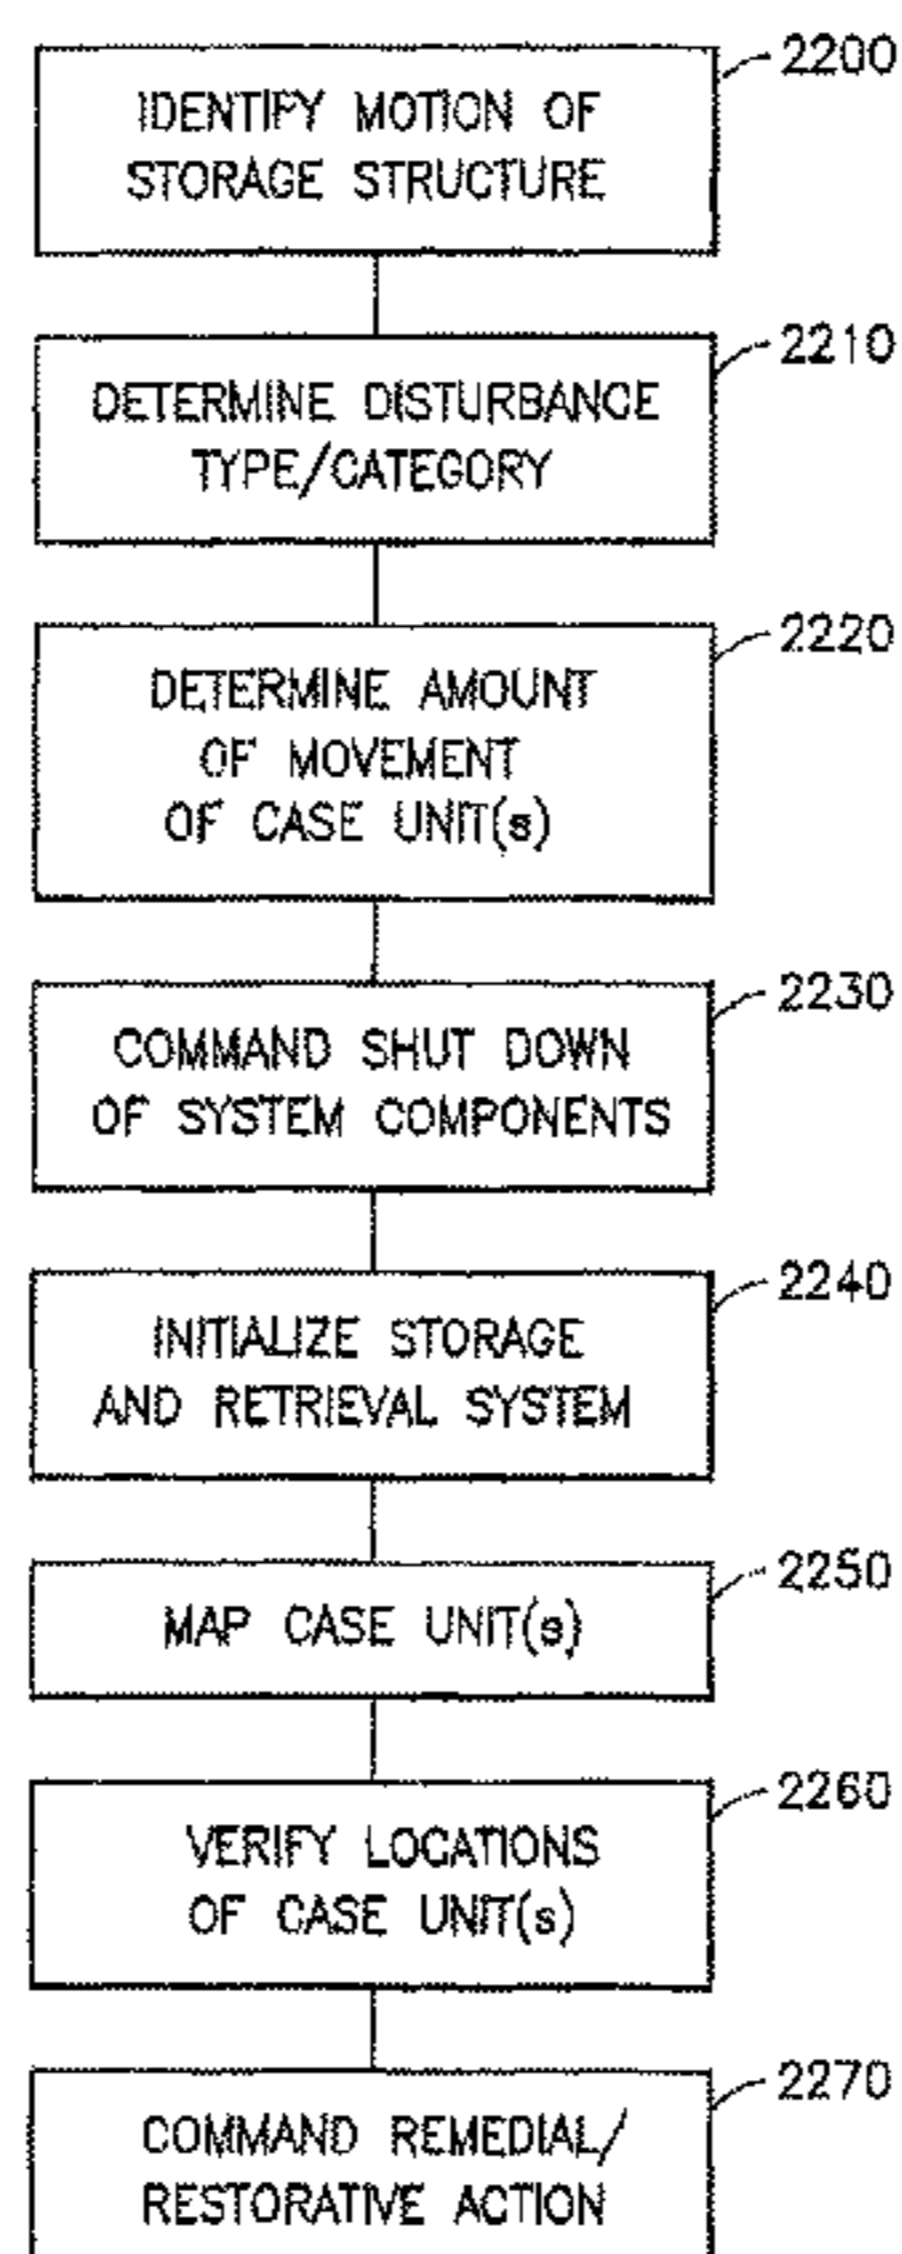 2200
IDENTIFY MOTION OF
STORAGE STRUCTURE
2210
DETERMINE DISTURBANCE
TYPE/CATEGORY
2220
DETERMINE AMOUNT
OF MOVEMENT
OF CASE UNIT(s)
2230
COMMAND SHUT DOWN
OF SYSTEM COMPONENTS
2240
INITIALIZE STORAGE
AND RETRIEVAL SYSTEM
2250
MAP CASE UNIT(s)
2260
VERIFY LOCATIONS
OF CASE UNIT(s)
2270
COMMAND REMEDIAL/
RESTORATIVE ACTION